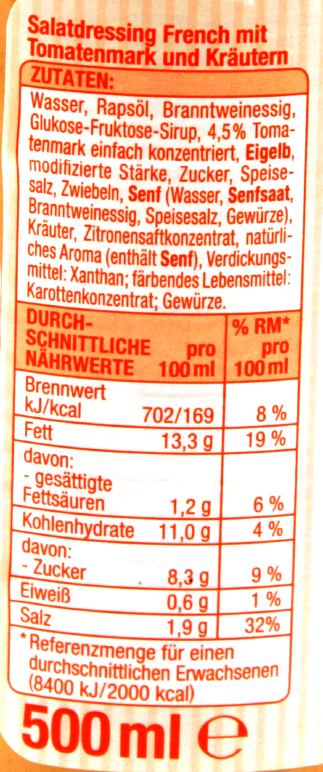 Salatdressing French mit
Tomatenmark und Kräutern
ZUTATEN:
Wasser, Rapsöl, Branntweinessig,
Glukose-Fruktose-Sirup, 4,5% Toma-
tenmark einfach konzentriert, Eigelb,
modifizierte Stärke, Zucker, Speise-
salz, Zwiebeln, Senf (Wasser, Senfsaat,
Branntweinessig, Speisesalz, Gewürze),
Kräuter, Zitronensaftkonzentrat, natürli-
ches Aroma (enthält Senf), Verdickungs-
mittel: Xanthan; färbendes Lebensmittel:
Karottenkonzentrat; Gewürze.
DURCH-
SCHNITTLICHE
NÄHRWERTE pro 100 ml % RM* pro 100 ml
Brennwert
kJ/kcal 702/169 8 %
Fett 13,3 g 19 %
davon:
- gesättigte
Fettsäuren 1,2 g 6 %
Kohlenhydrate 11,0 g 4 %
davon:
- Zucker 8,3 g 9 %
Eiweiß 0,6 g 1 %
Salz 1,9 g 32%
* Referenzmenge für einen
durchschnittlichen Erwachsenen
(8400 kJ/2000 kcal)
500 ml e